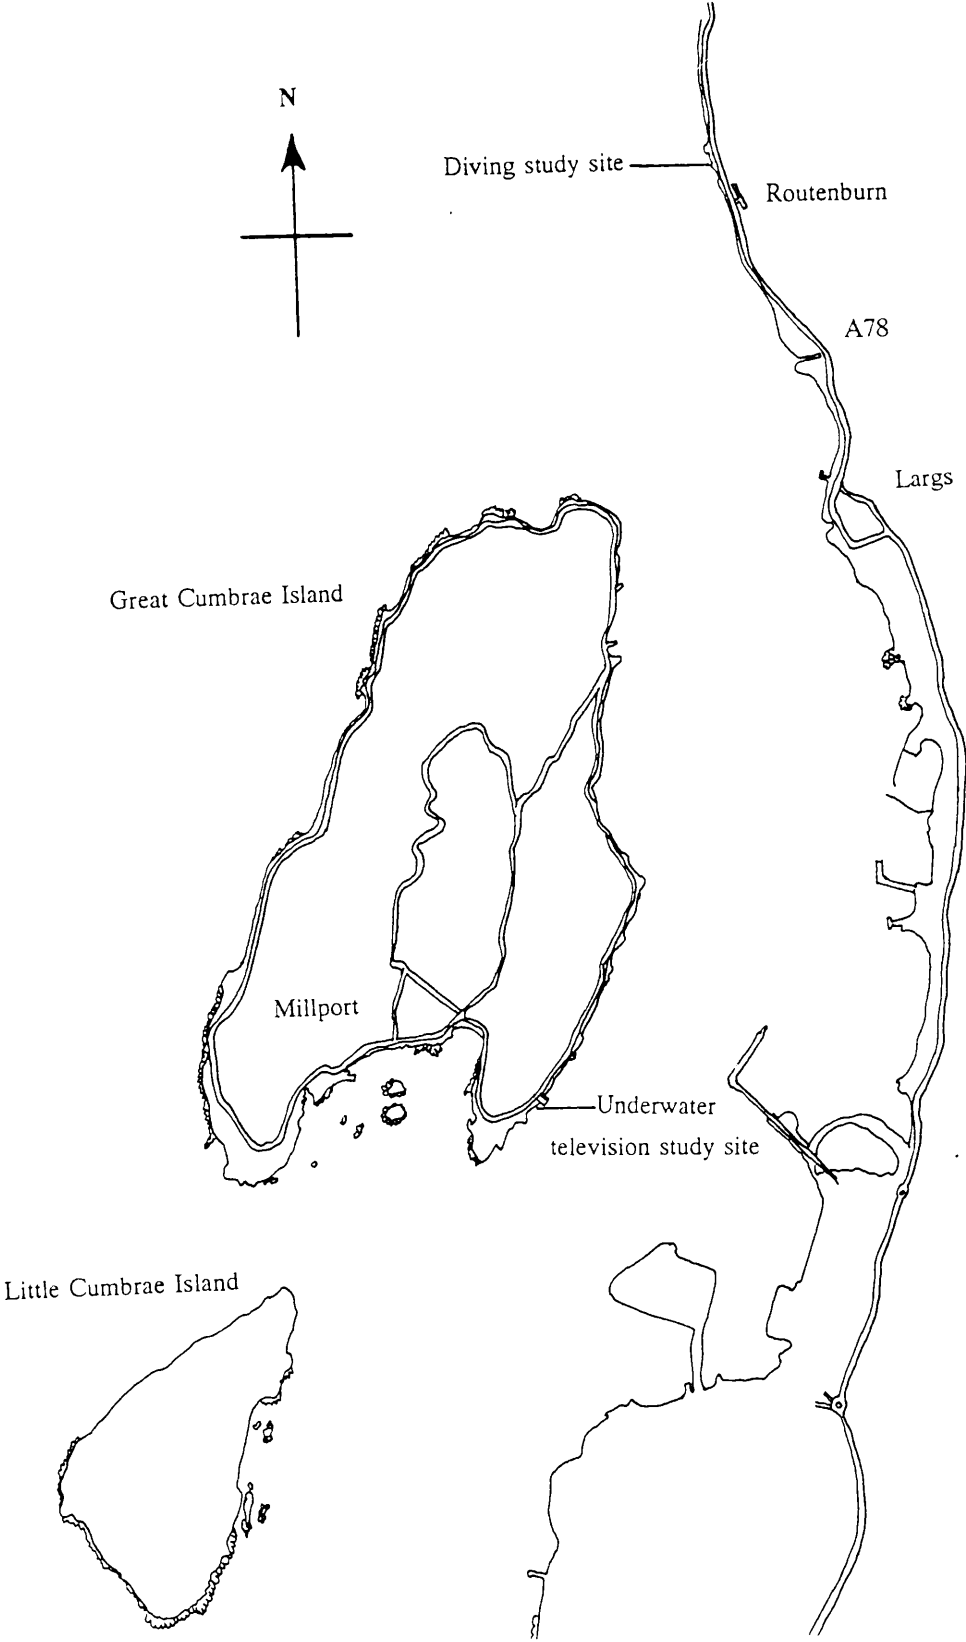 N
Diving study site
Routenburn
A78
Largs
Great Cumbrae Island
Millport
Underwater
television study site
Little Cumbrae Island